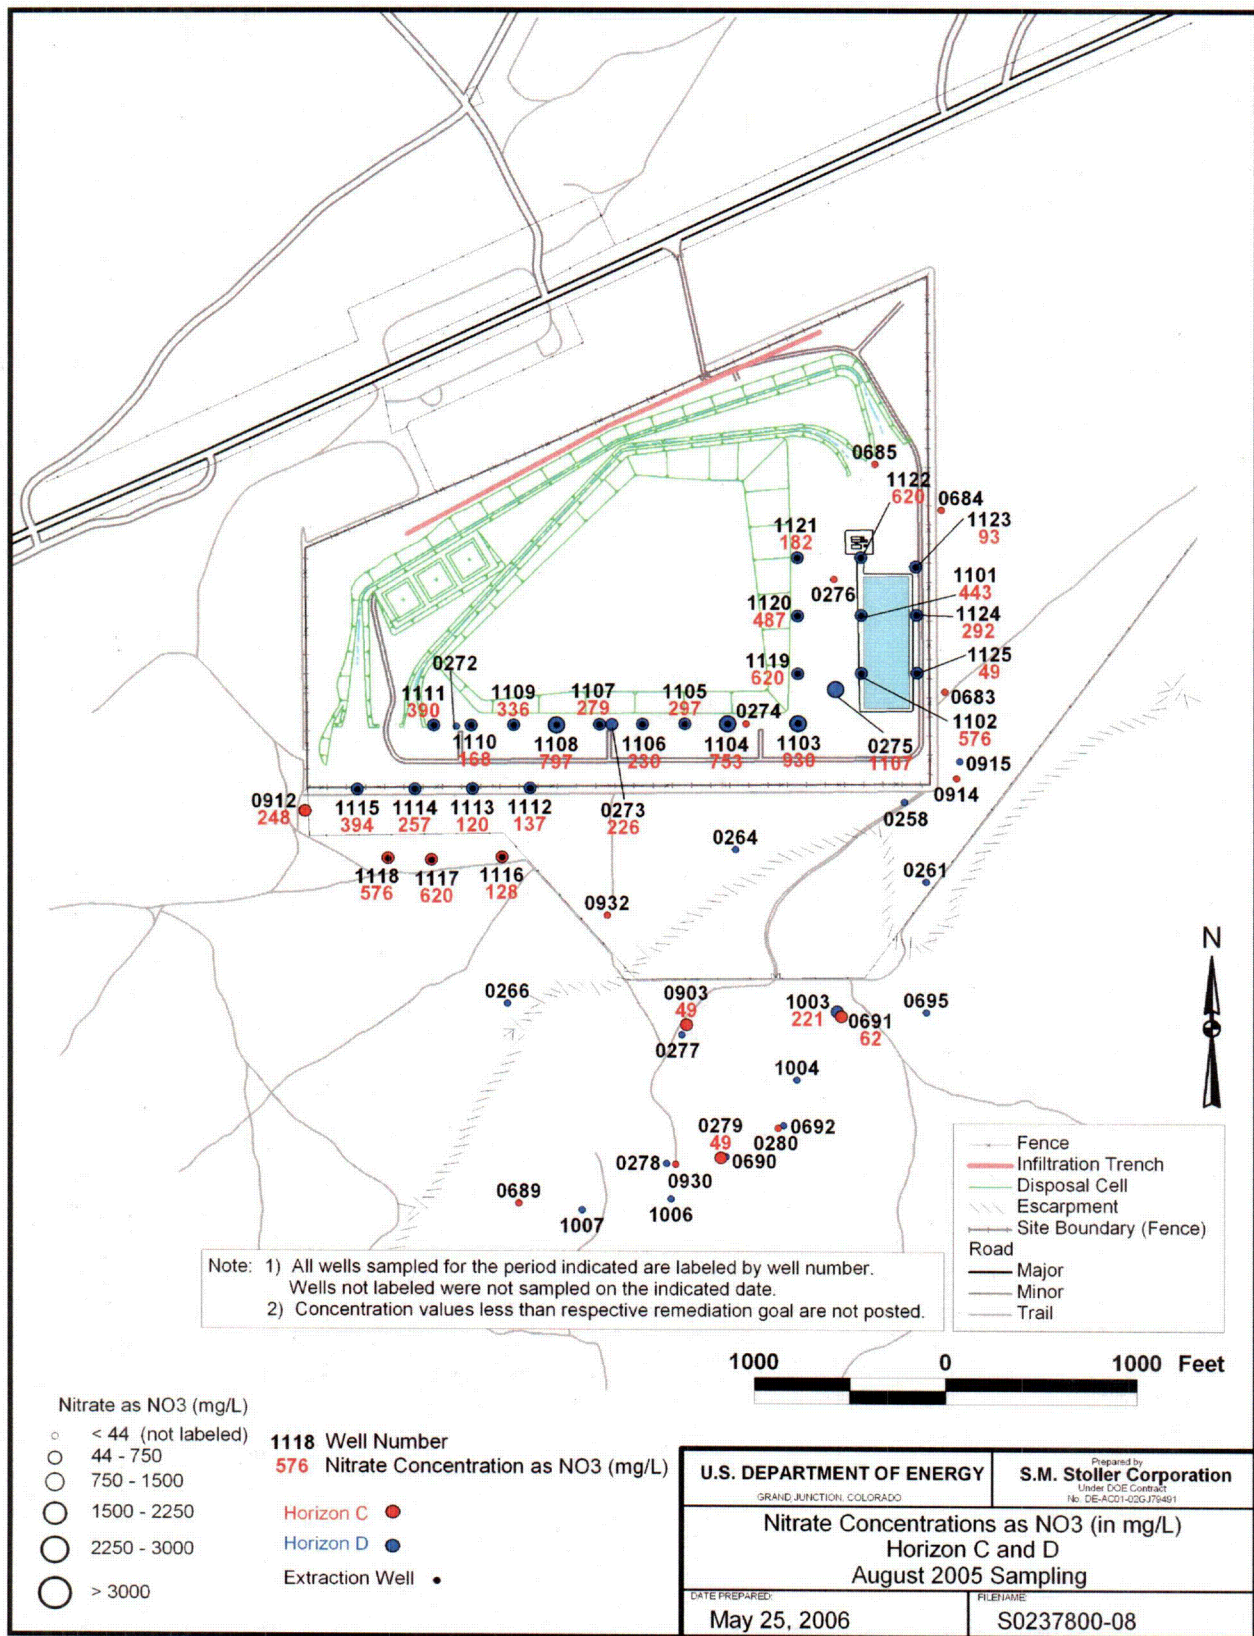 0685
1122
620
0684
1121
182
1123
93
0276
1101
443
1120
487
1124
292
0272
1119
620
1125
49
0683
1111
390
1109
336
1107
279
1105
297
0274
1102
576
1110
168
1108
797
1106
230
1104
753
1103
930
0275
1107
0915
0914
0912
248
1115
394
1114
257
1113
120
1112
137
0273
226
0258
0264
0261
1118
576
1117
620
1116
128
0932
N
0266
0903
49
1003
221
0691
62
0695
0277
1004
0279
49
0692
0280
0690
0278
0930
0689
1006
1007
Fence
Infiltration Trench
Disposal Cell
Escarpment
Site Boundary (Fence)
Road
Major
Minor
Trail
Note: 1) All wells sampled for the period indicated are labeled by well number.
Wells not labeled were not sampled on the indicated date.
2) Concentration values less than respective remediation goal are not posted.
1000 0 1000 Feet
Nitrate as NO3 (mg/L)
< 44 (not labeled)
44 - 750
750 - 1500
1500 - 2250
2250 - 3000
> 3000
1118 Well Number
576 Nitrate Concentration as NO3 (mg/L)
Horizon C
Horizon D
Extraction Well
U.S. DEPARTMENT OF ENERGY
GRAND JUNCTION, COLORADO
Prepared by
S.M. Stoller Corporation
Under DOE Contract
No. DE-AC01-02GJ79491
Nitrate Concentrations as NO3 (in mg/L)
Horizon C and D
August 2005 Sampling
DATE PREPARED:
May 25, 2006
FILENAME:
S0237800-08